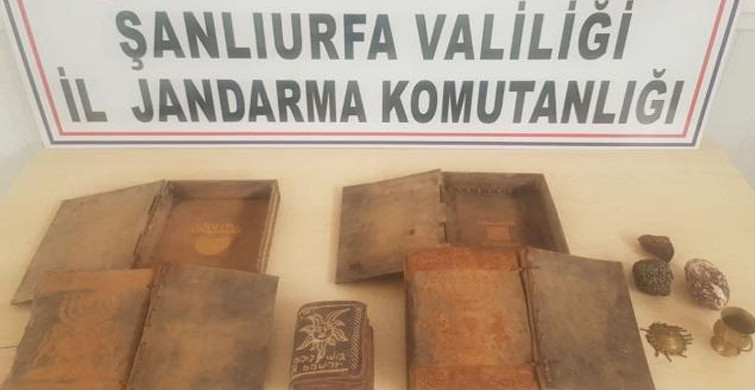 ŞANLIURFA VALİLİĞİ
İL JANDARMA KOMUTANLIĞI